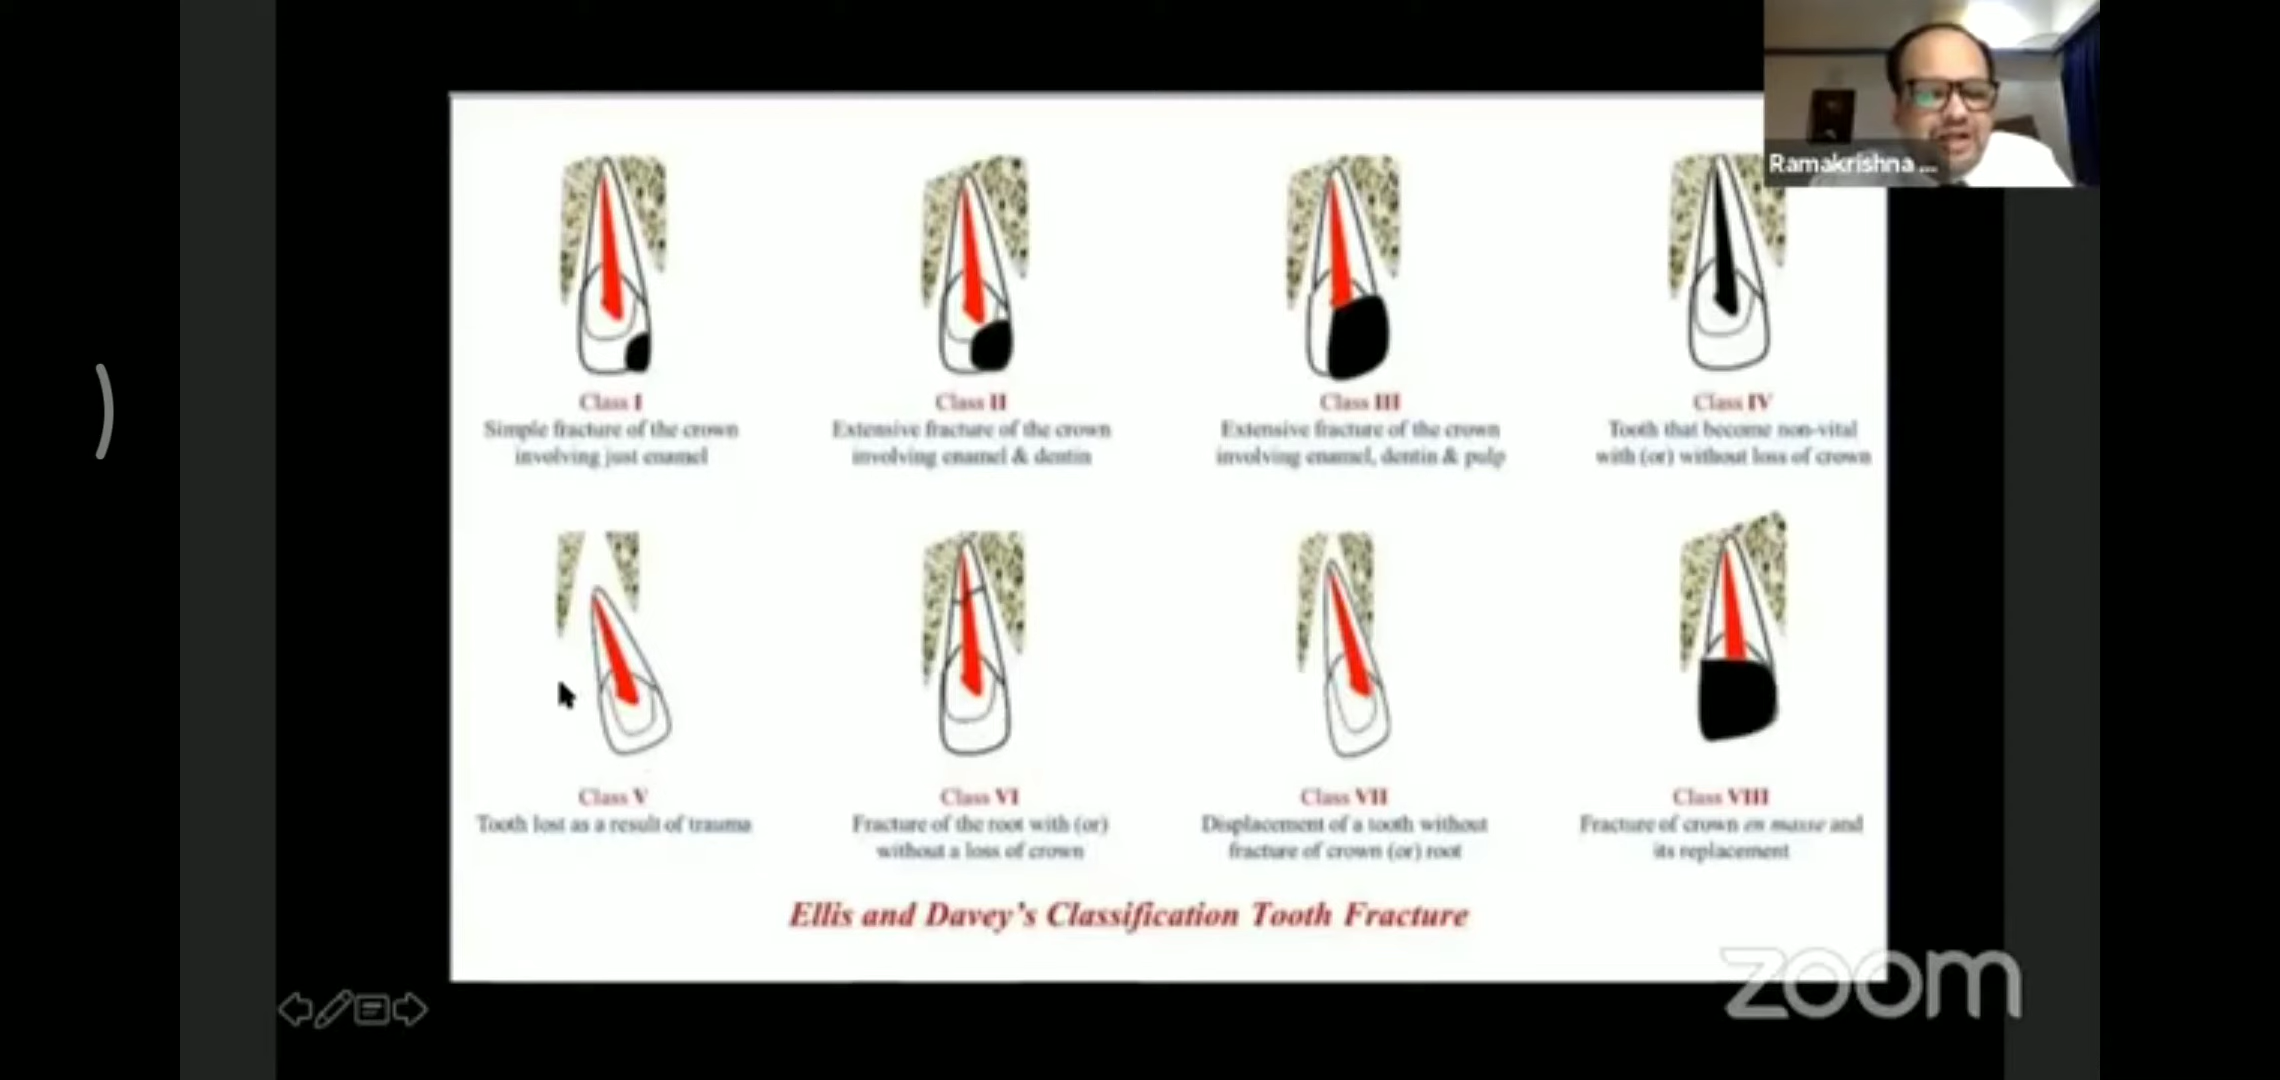 Ramakrishna ...
Class I
Simple fracture of the crown
involving just enamel
Class II
Extensive fracture of the crown
involving enamel & dentin
Class III
Extensive fracture of the crown
involving enamel, dentin & pulp
Class IV
Tooth that become non-vital
with (or) without loss of crown
Class V
Tooth lost as a result of trauma
Class VI
Fracture of the root with (or)
without a loss of crown
Class VII
Displacement of a tooth without
fracture of crown (or) root
Class VIII
Fracture of crown en masse and
its replacement
Ellis and Davey's Classification Tooth Fracture
zoom